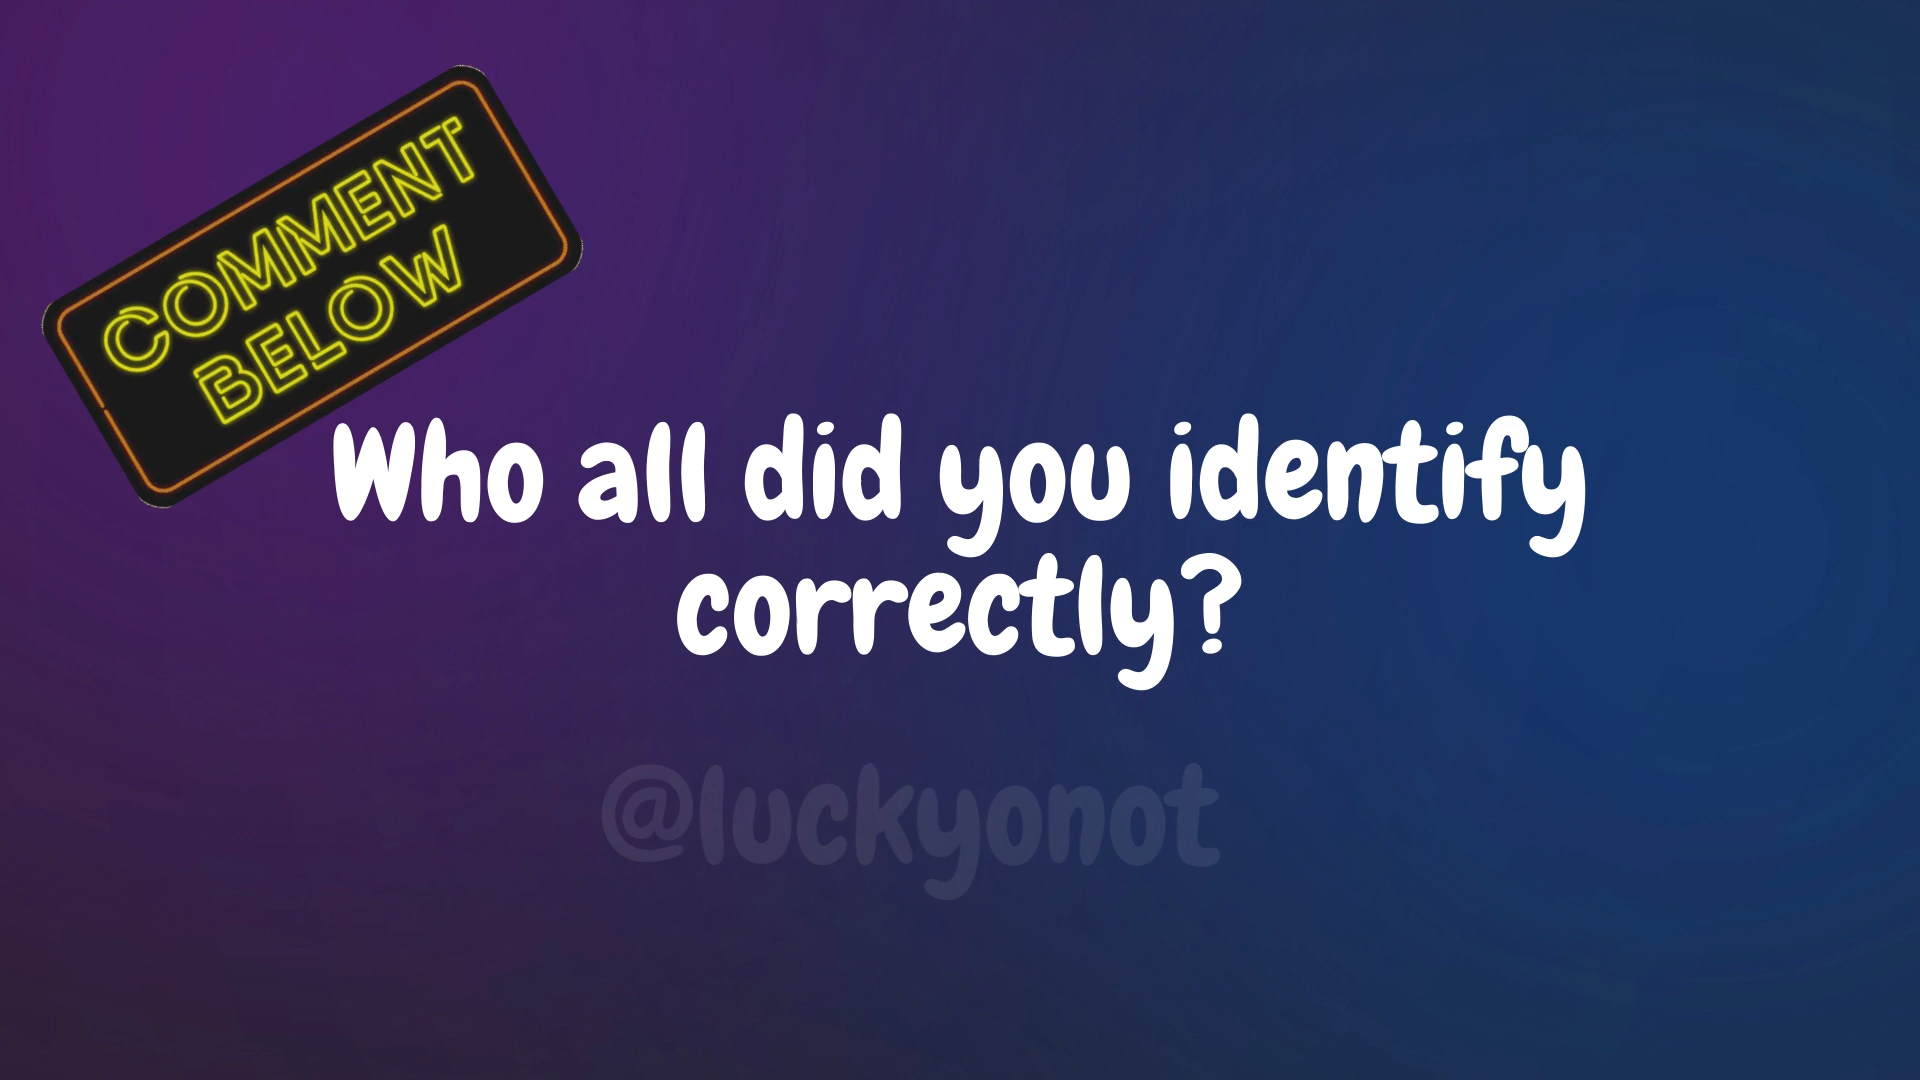 COMMENT
BELOW
Who all did you identify
correctly?
@luckyonot